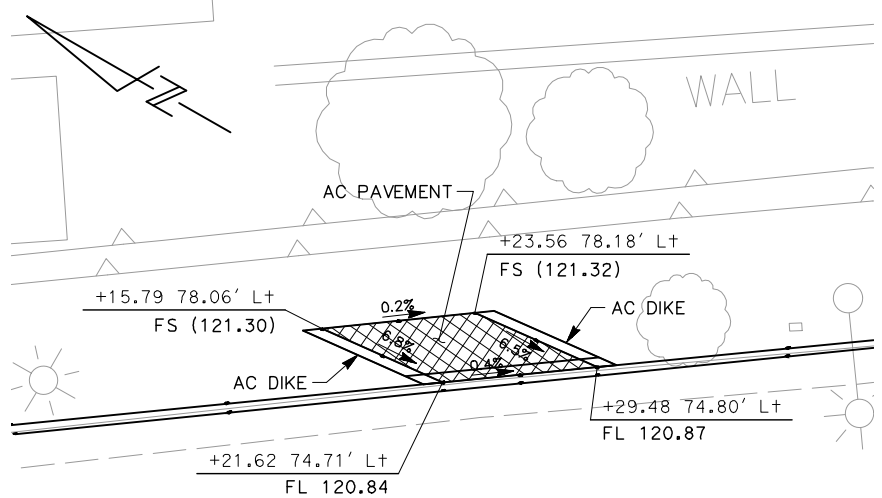 WALL
AC PAVEMENT
+23.56 78.18' Lt
FS (121.32)
+15.79 78.06' Lt
FS (121.30)
0.2%
AC DIKE
6.8%
6.5%
0.4%
AC DIKE
+29.48 74.80' Lt
FL 120.87
+21.62 74.71' Lt
FL 120.84
N